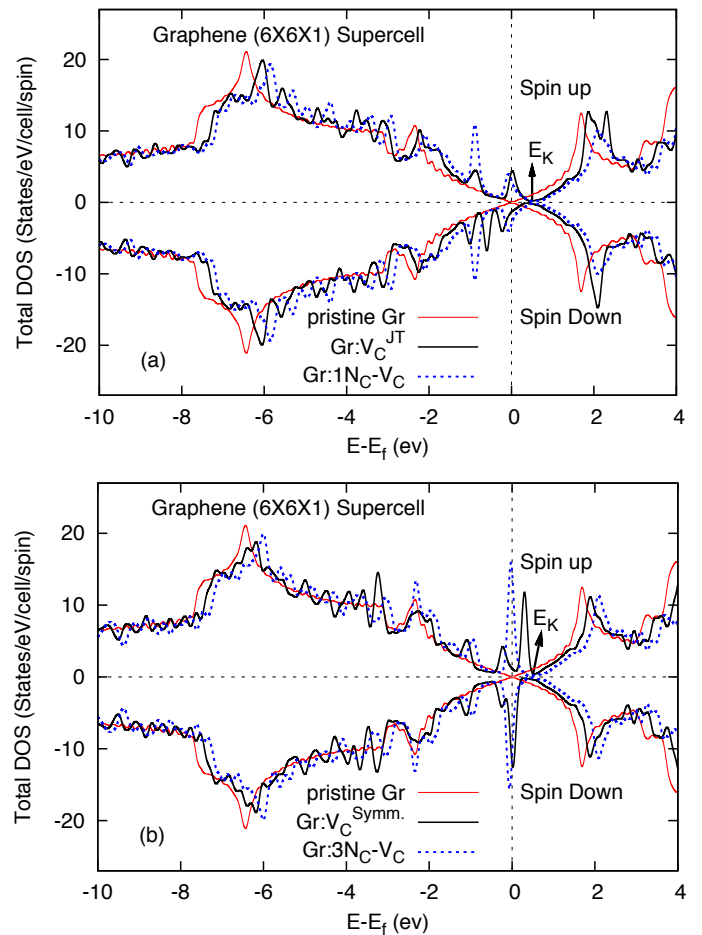 Graphene (6X6X1) Supercell
20
Spin up
10
E_K
0
-10
pristine Gr
Spin Down
Gr:V_C^JT
-20
(a)
Gr:1N_C-V_C
-10 -8 -6 -4 -2 0 2 4
E-E_f (ev)
Total DOS (States/eV/cell/spin)
Graphene (6X6X1) Supercell
20
Spin up
10
E_K
0
-10
pristine Gr
Spin Down
Gr:V_C^Symm.
-20
(b)
Gr:3N_C-V_C
-10 -8 -6 -4 -2 0 2 4
E-E_f (ev)
Total DOS (States/eV/cell/spin)